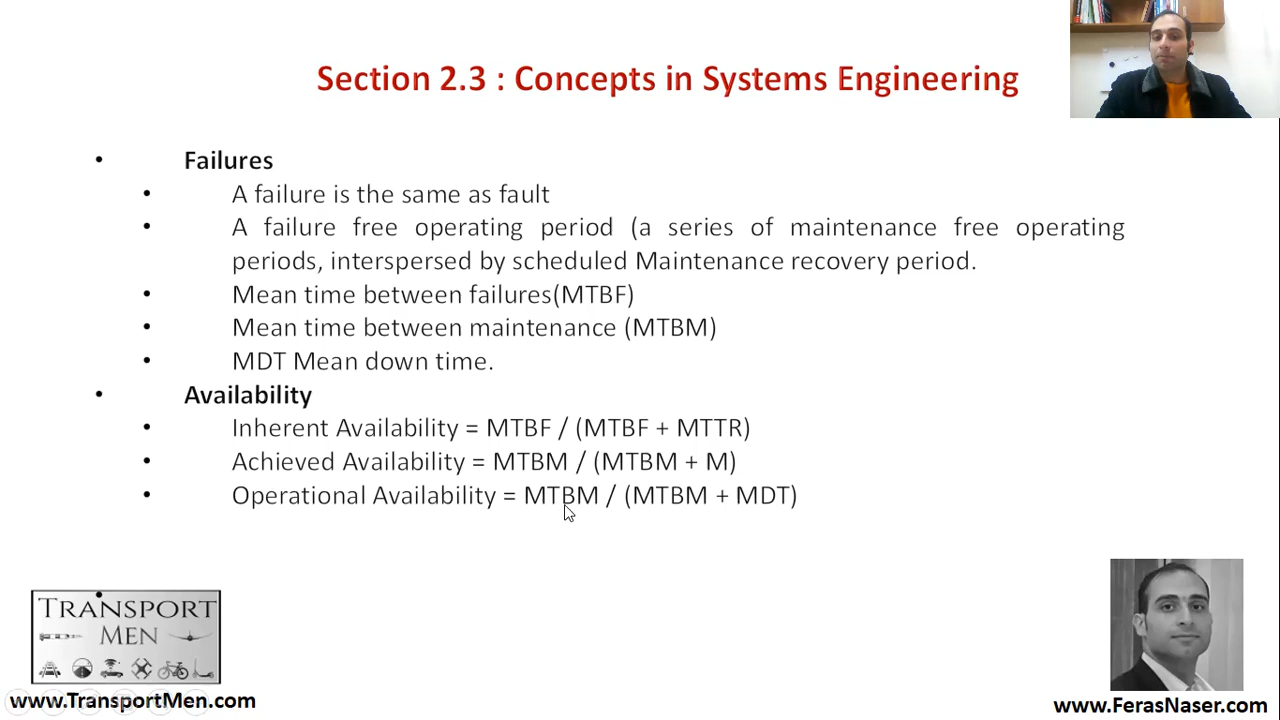 Section 2.3 : Concepts in Systems Engineering
• Failures
• A failure is the same as fault
• A failure free operating period (a series of maintenance free operating
periods, interspersed by scheduled Maintenance recovery period.
• Mean time between failures(MTBF)
• Mean time between maintenance (MTBM)
• MDT Mean down time.
• Availability
• Inherent Availability = MTBF / (MTBF + MTTR)
• Achieved Availability = MTBM / (MTBM + M)
• Operational Availability = MTBM / (MTBM + MDT)
TRANSPORT
MEN
www.TransportMen.com
www.FerasNaser.com